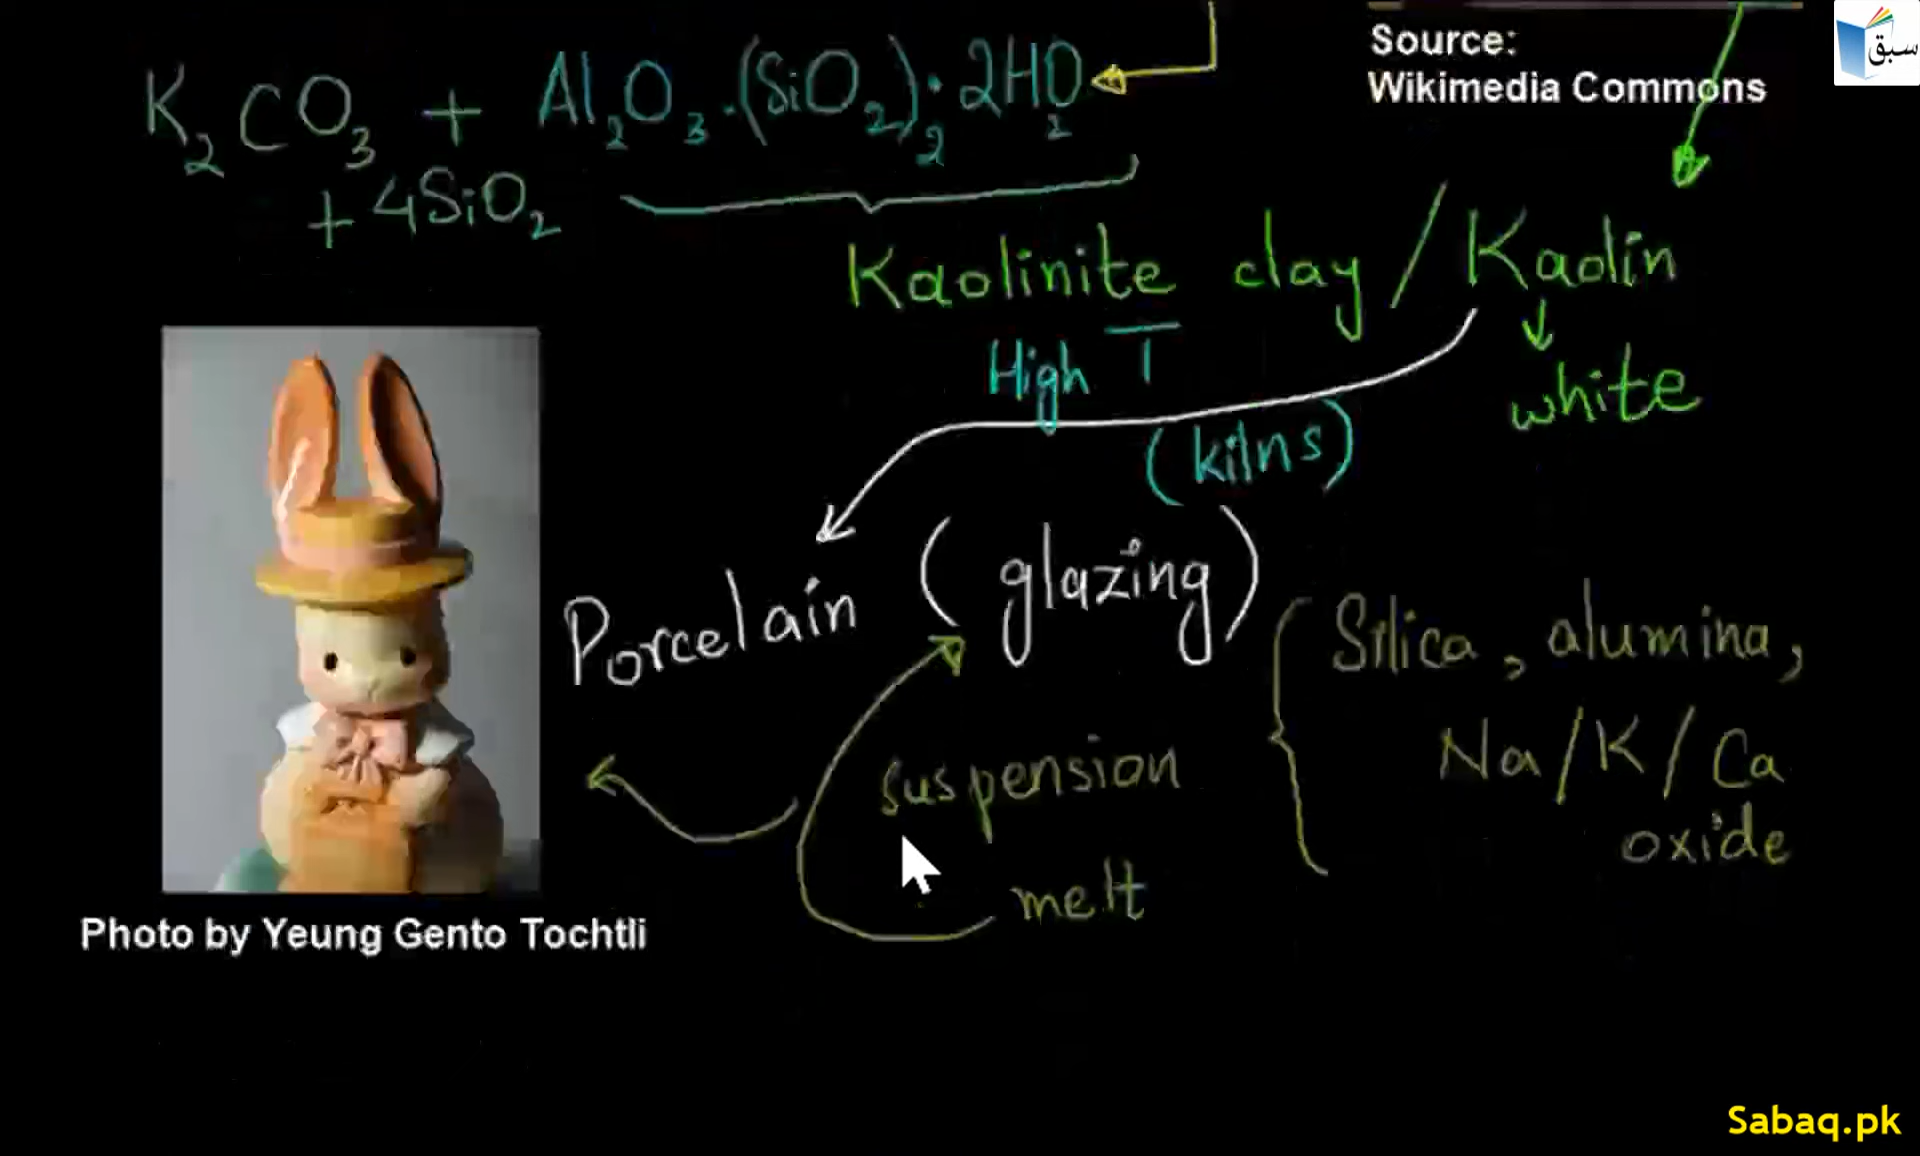 Source:
Wikimedia Commons
سبق
K₂CO₃ + Al₂O₃.(SiO₂)₂.2H₂O
+ 4SiO₂
Kaolinite clay / Kaolin
white
High T
(kilns)
Porcelain (glazing)
Silica, alumina,
Na/K/Ca
oxide
suspension
melt
Photo by Yeung Gento Tochtli
Sabaq.pk